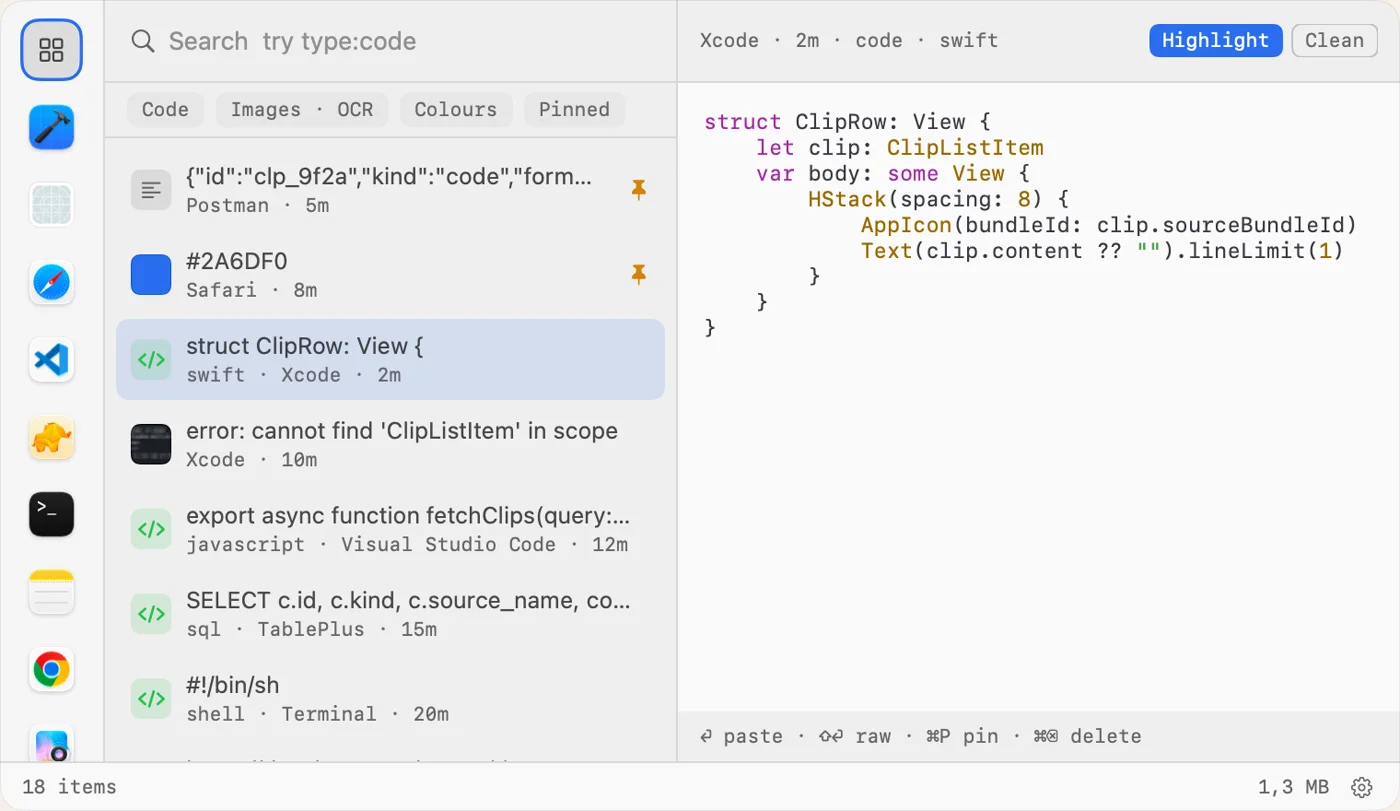 Search try type:code
Code
Images · OCR
Colours
Pinned
{"id":"clp_9f2a","kind":"code","form...
Postman · 5m
#2A6DF0
Safari · 8m
struct ClipRow: View {
swift · Xcode · 2m
error: cannot find 'ClipListItem' in scope
Xcode · 10m
export async function fetchClips(query:...
javascript · Visual Studio Code · 12m
SELECT c.id, c.kind, c.source_name, co...
sql · TablePlus · 15m
#!/bin/sh
shell · Terminal · 20m
Xcode · 2m · code · swift
Highlight
Clean
struct ClipRow: View {
    let clip: ClipListItem
    var body: some View {
        HStack(spacing: 8) {
            AppIcon(bundleId: clip.sourceBundleId)
            Text(clip.content ?? "").lineLimit(1)
        }
    }
}
⏎ paste · ⇧⏎ raw · ⌘P pin · ⌘⌫ delete
18 items
1,3 MB